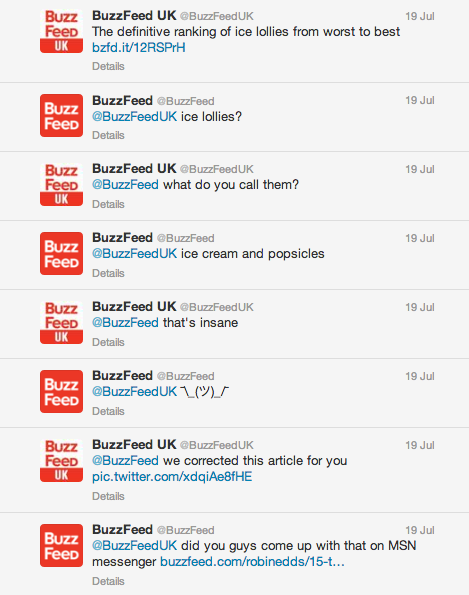 Buzz
Feed
UK
BuzzFeed UK @BuzzFeedUK 19 Jul
The definitive ranking of ice lollies from worst to best
bzfd.it/12RSPrH
Details
Buzz
Feed
BuzzFeed @BuzzFeed 19 Jul
@BuzzFeedUK ice lollies?
Details
Buzz
Feed
UK
BuzzFeed UK @BuzzFeedUK 19 Jul
@BuzzFeed what do you call them?
Details
Buzz
Feed
BuzzFeed @BuzzFeed 19 Jul
@BuzzFeedUK ice cream and popsicles
Details
Buzz
Feed
UK
BuzzFeed UK @BuzzFeedUK 19 Jul
@BuzzFeed that's insane
Details
Buzz
Feed
BuzzFeed @BuzzFeed 19 Jul
@BuzzFeedUK ¯\_(ツ)_/¯
Details
Buzz
Feed
UK
BuzzFeed UK @BuzzFeedUK 19 Jul
@BuzzFeed we corrected this article for you
pic.twitter.com/xdqiAe8fHE
Details
Buzz
Feed
BuzzFeed @BuzzFeed 19 Jul
@BuzzFeedUK did you guys come up with that on MSN
messenger buzzfeed.com/robinedds/15-t...
Details